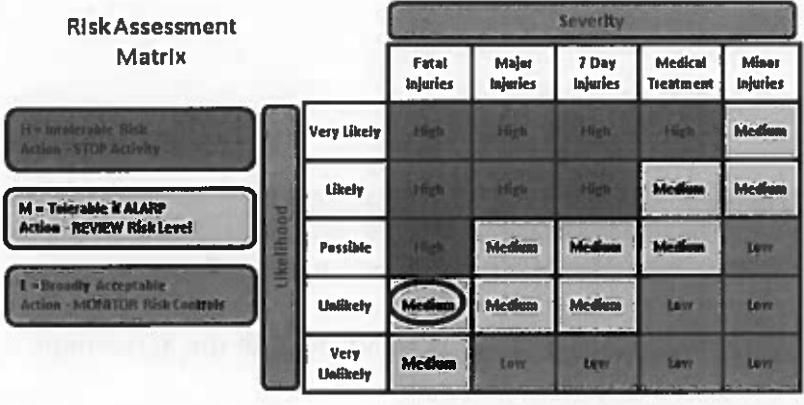 Risk Assessment
Matrix
Severity
Fatal Injuries
Major Injuries
7 Day Injuries
Medical Treatment
Minor Injuries
H = Intolerable Risk
Action - STOP Activity
M = Tolerable if ALARP
Action - REVIEW Risk Level
L = Broadly Acceptable
Action - MONITOR Risk Controls
Likelihood
Very Likely High High High High Medium
Likely High High High Medium Medium
Possible High Medium Medium Medium Low
Unlikely Medium Medium Medium Low Low
Very Unlikely Medium Low Low Low Low